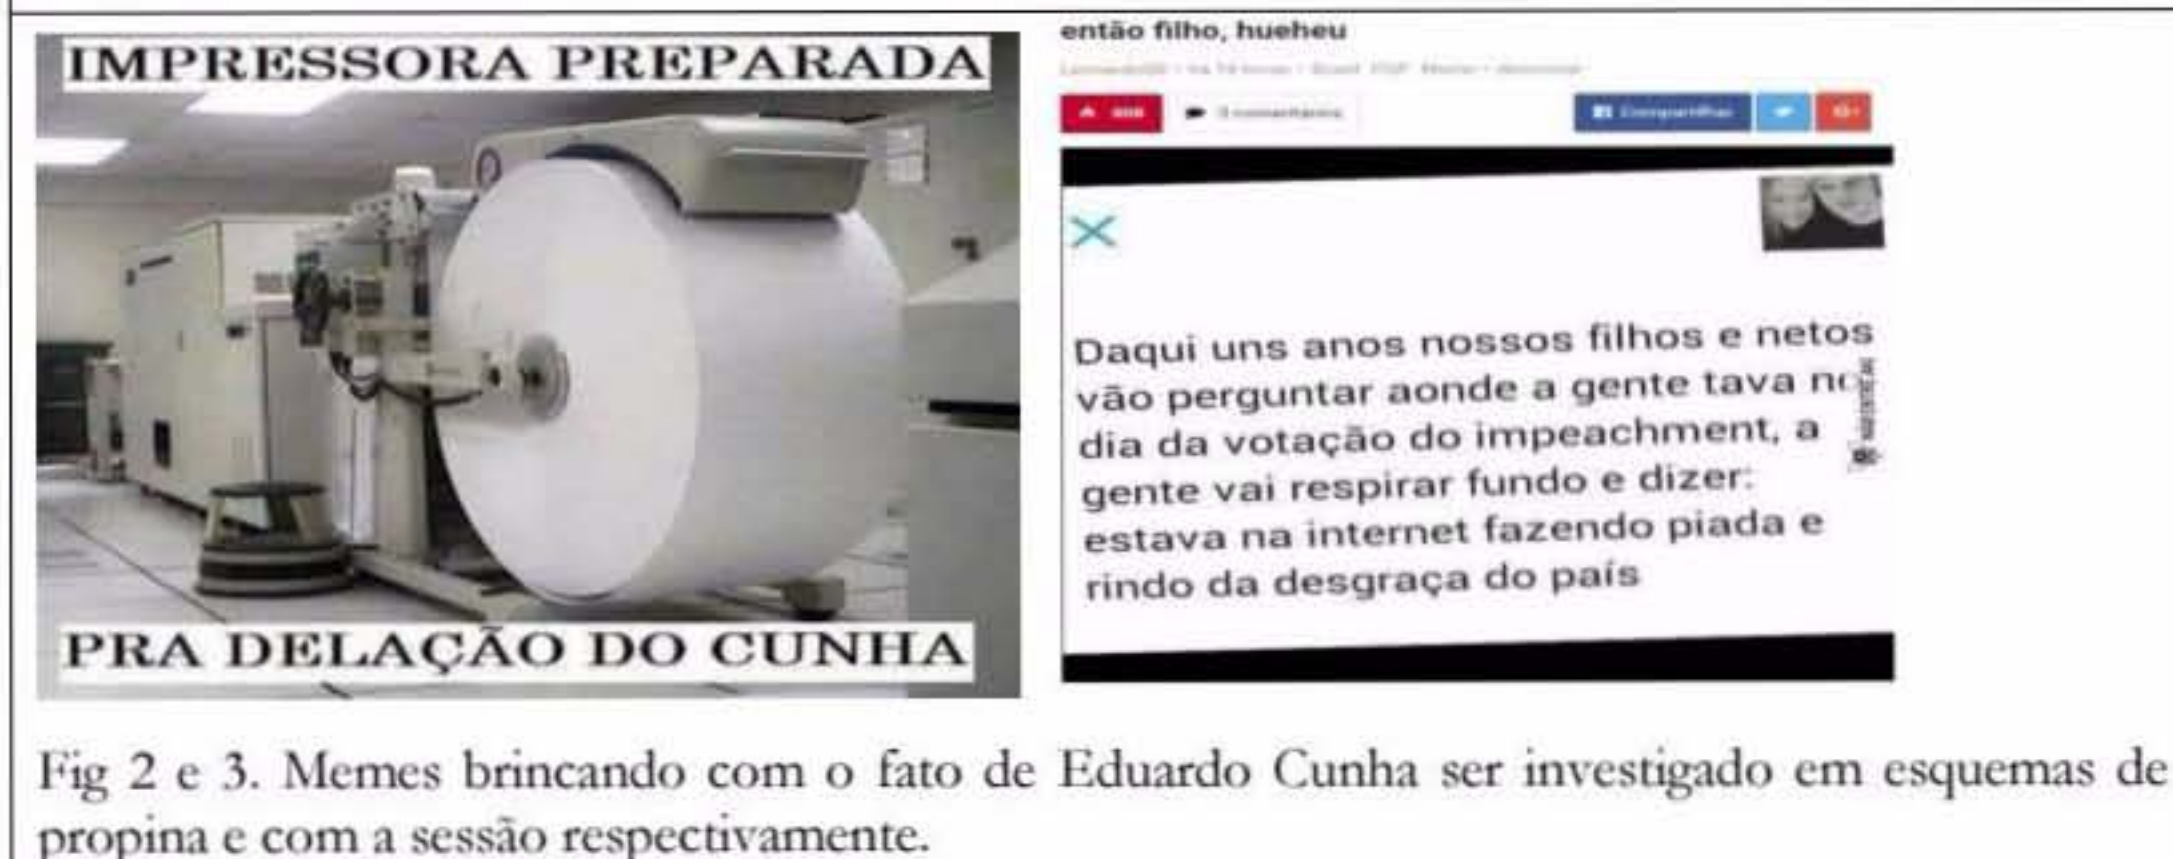 IMPRESSORA PREPARADA
PRA DELAÇÃO DO CUNHA
então filho, hueheu
Compartilhar
Daqui uns anos nossos filhos e netos
vão perguntar aonde a gente tava
dia da votação do impeachment, a
gente vai respirar fundo e dizer:
estava na internet fazendo piada e
rindo da desgraça do país
Fig 2 e 3. Memes brincando com o fato de Eduardo Cunha ser investigado em esquemas de
propina e com a sessão respectivamente.